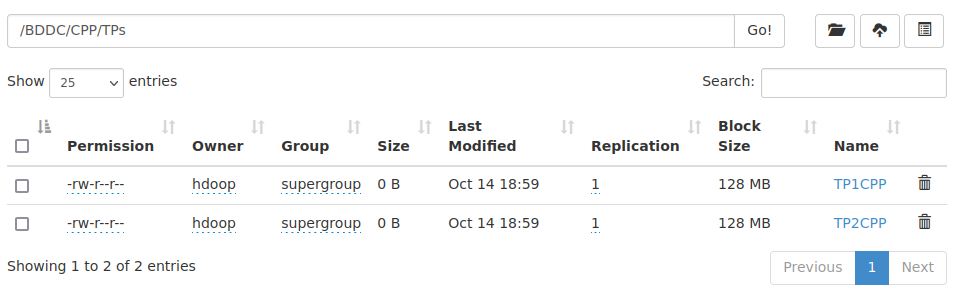 /BDDC/CPP/TPs Go!
Show 25 entries Search:
Permission Owner Group Size Last Modified Replication Block Size Name
-rw-r--r-- hdoop supergroup 0 B Oct 14 18:59 1 128 MB TP1CPP
-rw-r--r-- hdoop supergroup 0 B Oct 14 18:59 1 128 MB TP2CPP
Showing 1 to 2 of 2 entries Previous 1 Next